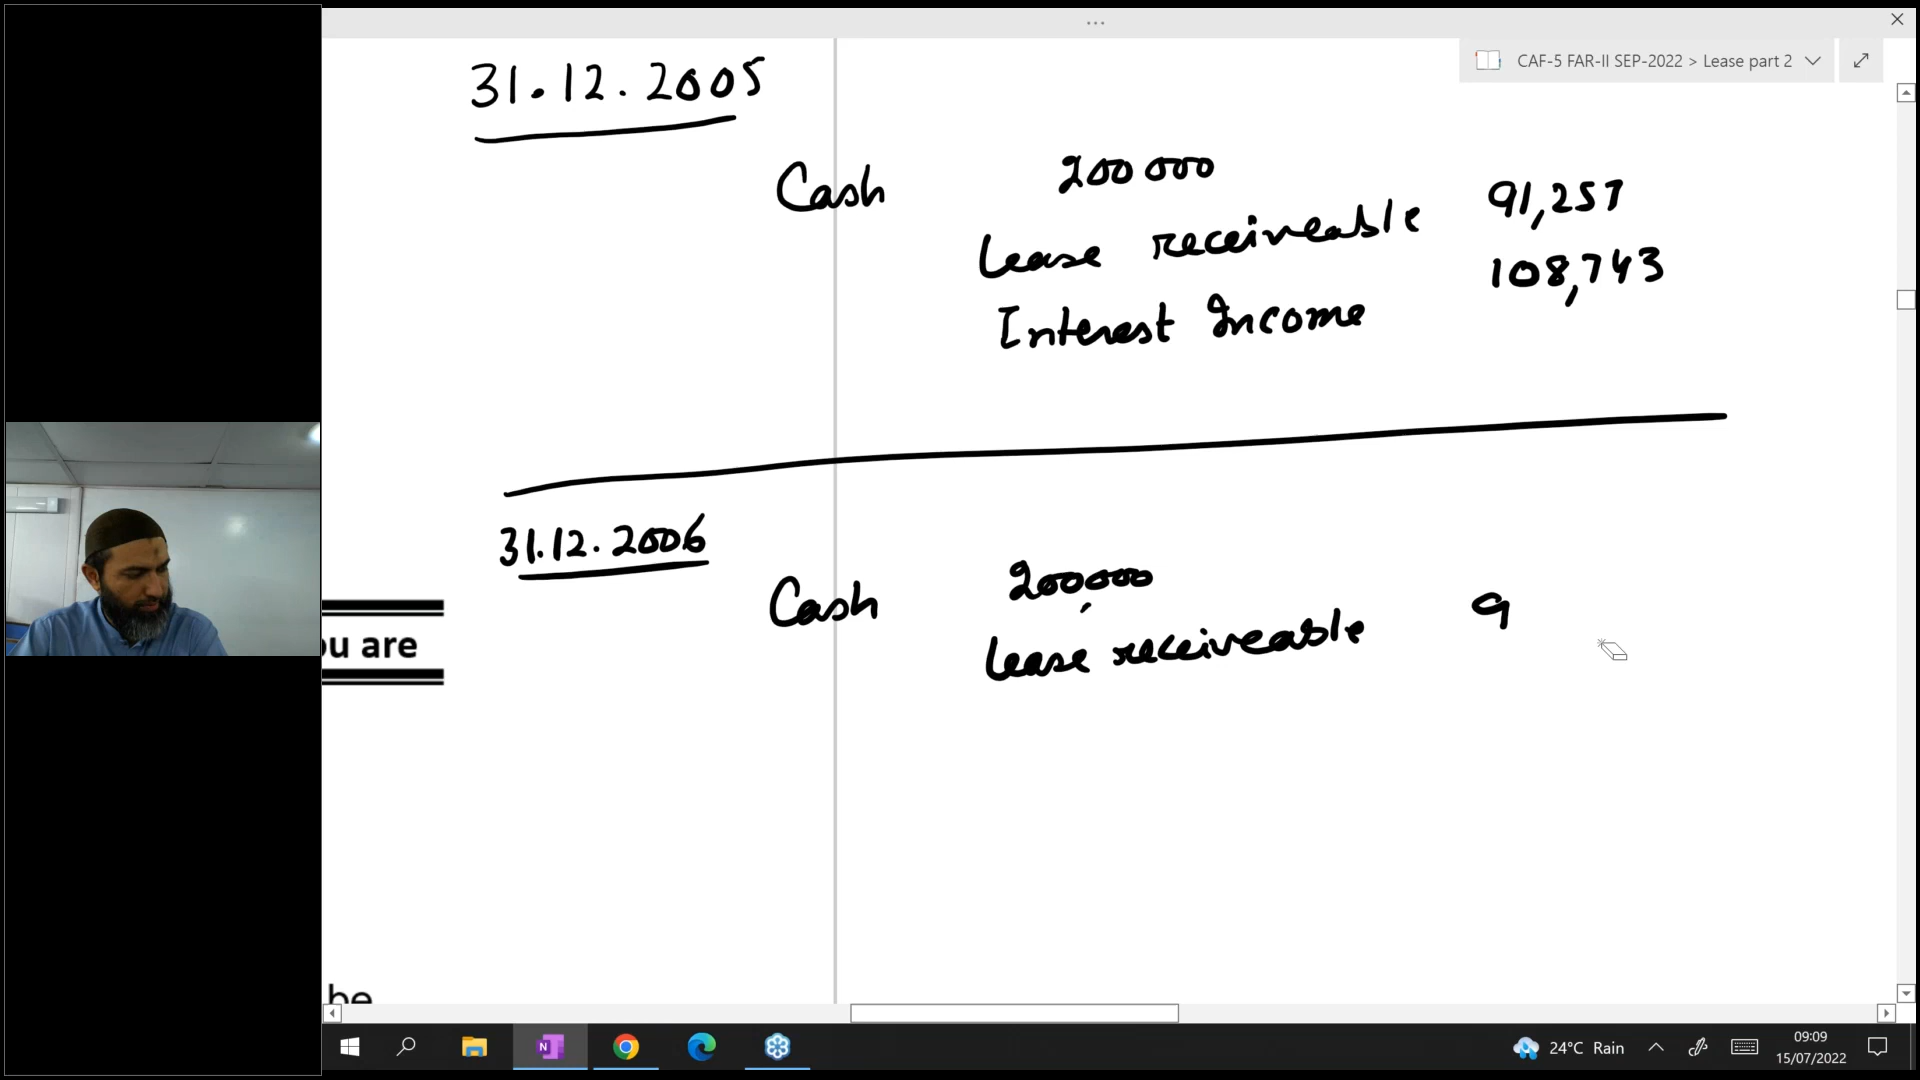 CAF-5 FAR-II SEP-2022 > Lease part 2
31.12.2005
Cash 200000
Lease receiveable 91,257
Interest Income 108,743
31.12.2006
Cash 200,000
Lease receiveable 9
ou are
be
24°C Rain
09:09
15/07/2022